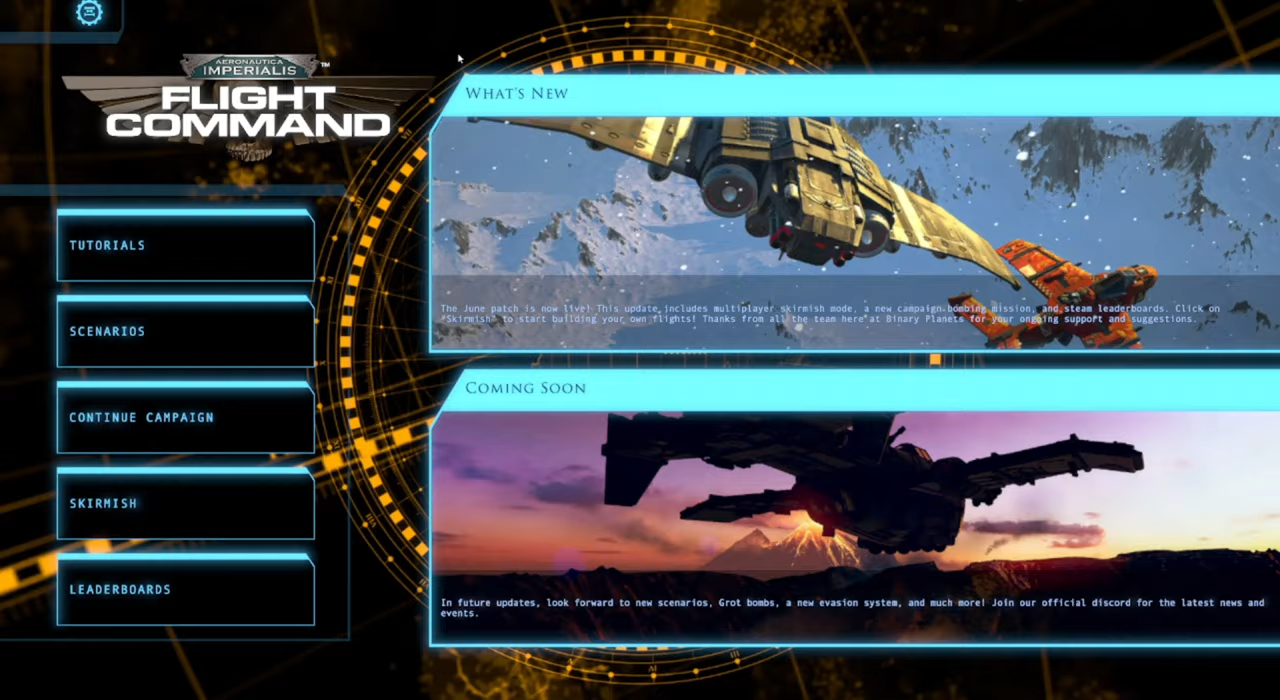 AERONAUTICA
IMPERIALIS™
FLIGHT
COMMAND
TUTORIALS
SCENARIOS
CONTINUE CAMPAIGN
SKIRMISH
LEADERBOARDS
What's New
The June patch is now live! This update includes multiplayer skirmish mode, a new campaign bombing mission, and steam leaderboards. Click on
"Skirmish" to start building your own flights! Thanks from all the team here at Binary Planets for your ongoing support and suggestions.
Coming Soon
In future updates, look forward to new scenarios, Grot bombs, a new evasion system, and much more! Join our official discord for the latest news and
events.